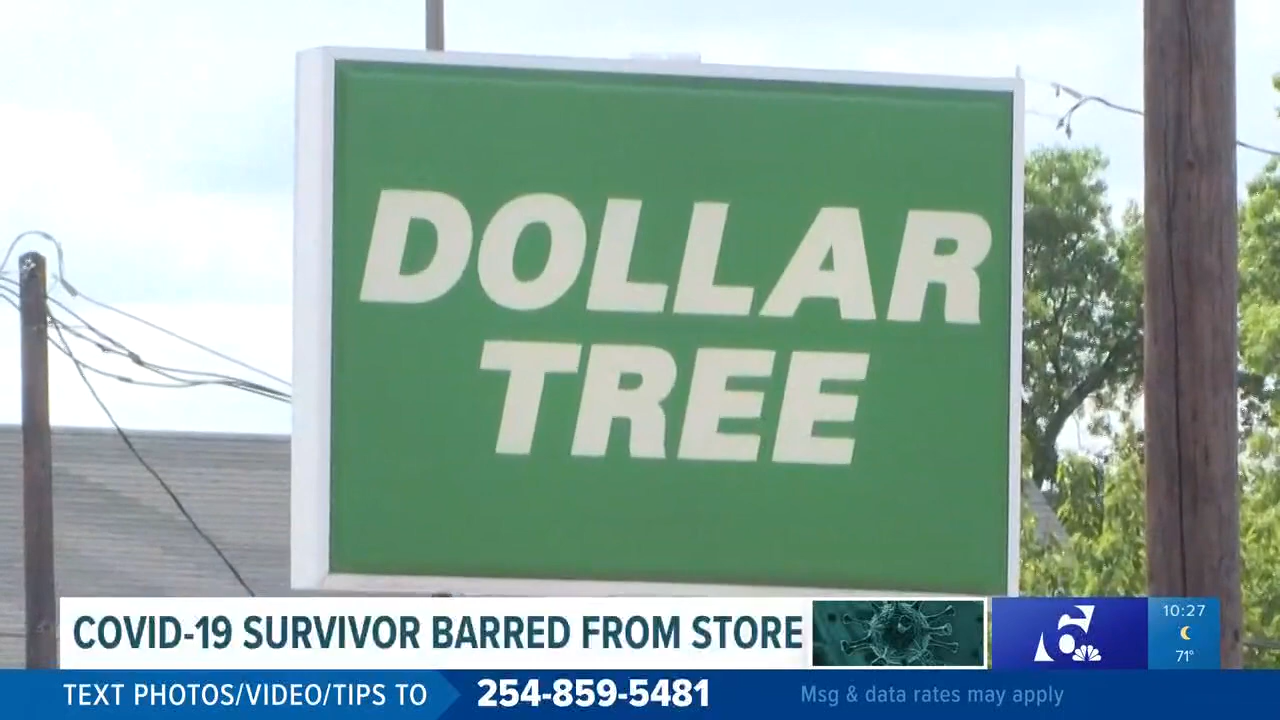 DOLLAR
TREE
COVID-19 SURVIVOR BARRED FROM STORE
6
10:27
71°
TEXT PHOTOS/VIDEO/TIPS TO 254-859-5481 Msg & data rates may apply